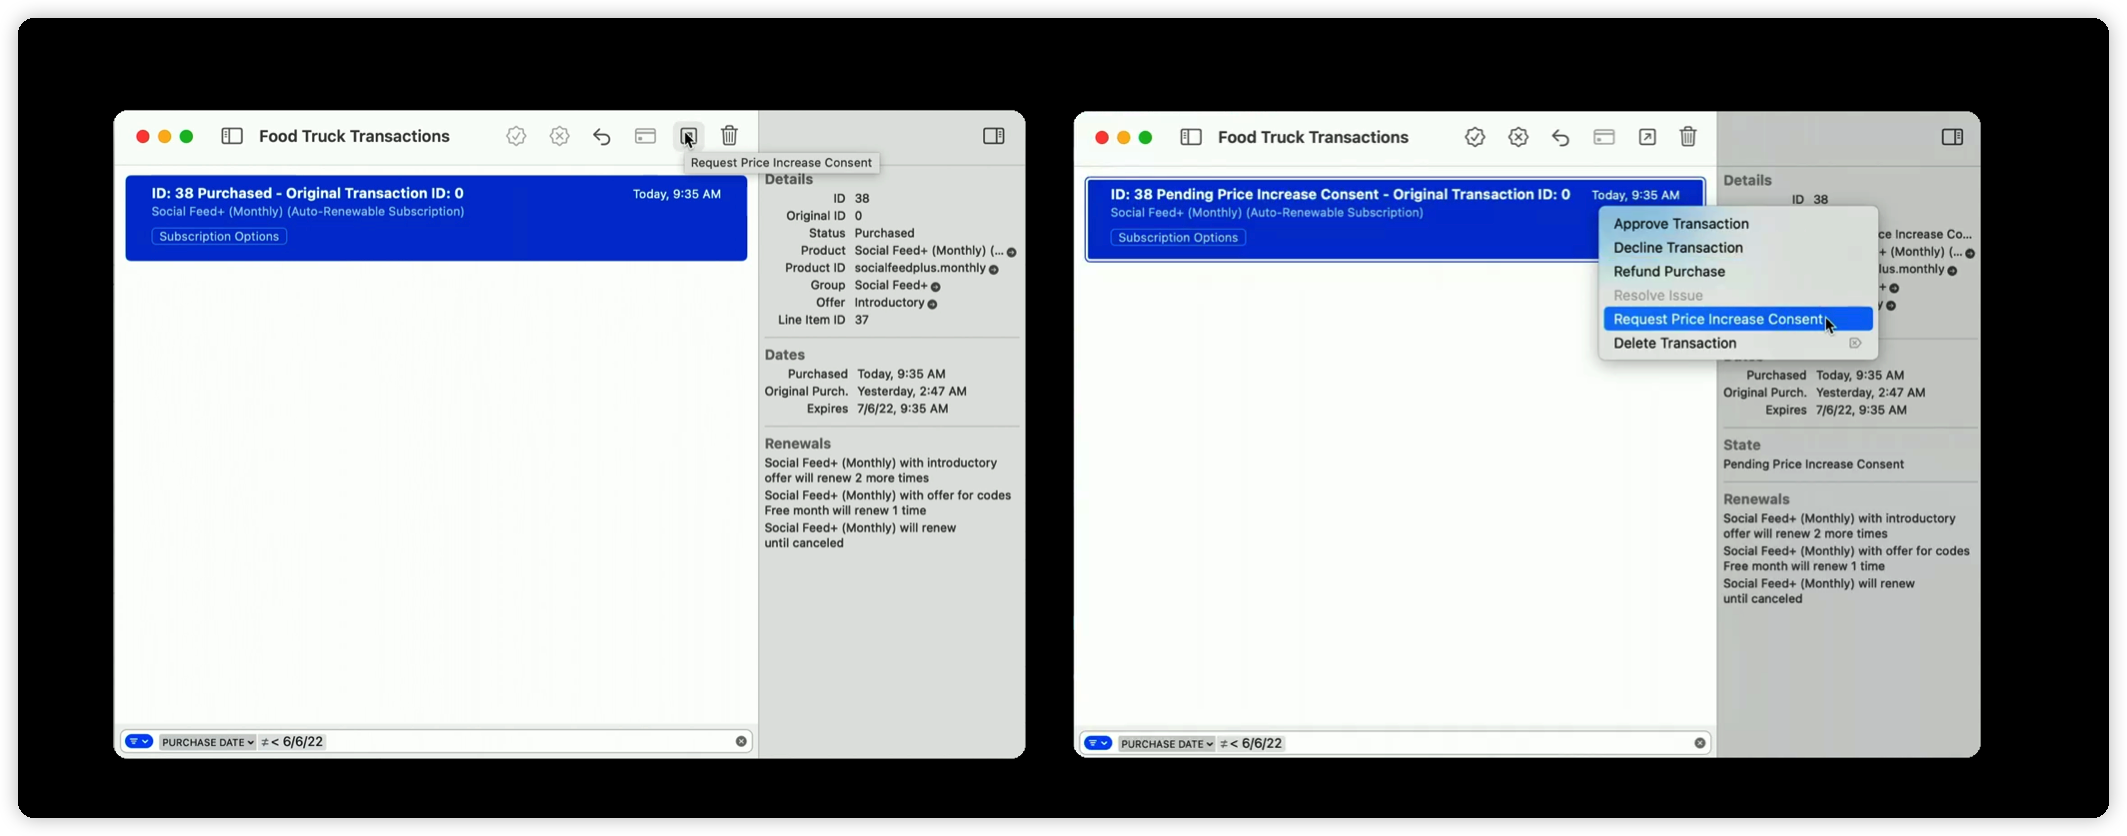 Food Truck Transactions
Request Price Increase Consent
ID: 38 Purchased - Original Transaction ID: 0 Today, 9:35 AM
Social Feed+ (Monthly) (Auto-Renewable Subscription)
Subscription Options
Details
ID 38
Original ID 0
Status Purchased
Product Social Feed+ (Monthly) (...
Product ID socialfeedplus.monthly
Group Social Feed+
Offer Introductory
Line Item ID 37
Dates
Purchased Today, 9:35 AM
Original Purch. Yesterday, 2:47 AM
Expires 7/6/22, 9:35 AM
Renewals
Social Feed+ (Monthly) with introductory
offer will renew 2 more times
Social Feed+ (Monthly) with offer for codes
Free month will renew 1 time
Social Feed+ (Monthly) will renew
until canceled
PURCHASE DATE ≠< 6/6/22
Food Truck Transactions
ID: 38 Pending Price Increase Consent - Original Transaction ID: 0 Today, 9:35 AM
Social Feed+ (Monthly) (Auto-Renewable Subscription)
Subscription Options
Approve Transaction
Decline Transaction
Refund Purchase
Resolve Issue
Request Price Increase Consent
Delete Transaction
Details
ID 38
ce Increase Co...
+ (Monthly) (...
lus.monthly
+
y
Purchased Today, 9:35 AM
Original Purch. Yesterday, 2:47 AM
Expires 7/6/22, 9:35 AM
State
Pending Price Increase Consent
Renewals
Social Feed+ (Monthly) with introductory
offer will renew 2 more times
Social Feed+ (Monthly) with offer for codes
Free month will renew 1 time
Social Feed+ (Monthly) will renew
until canceled
PURCHASE DATE ≠< 6/6/22